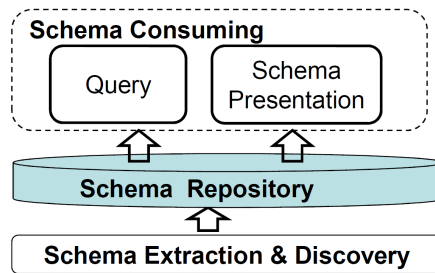 Schema Consuming
Query
Schema
Presentation
Schema Repository
Schema Extraction & Discovery